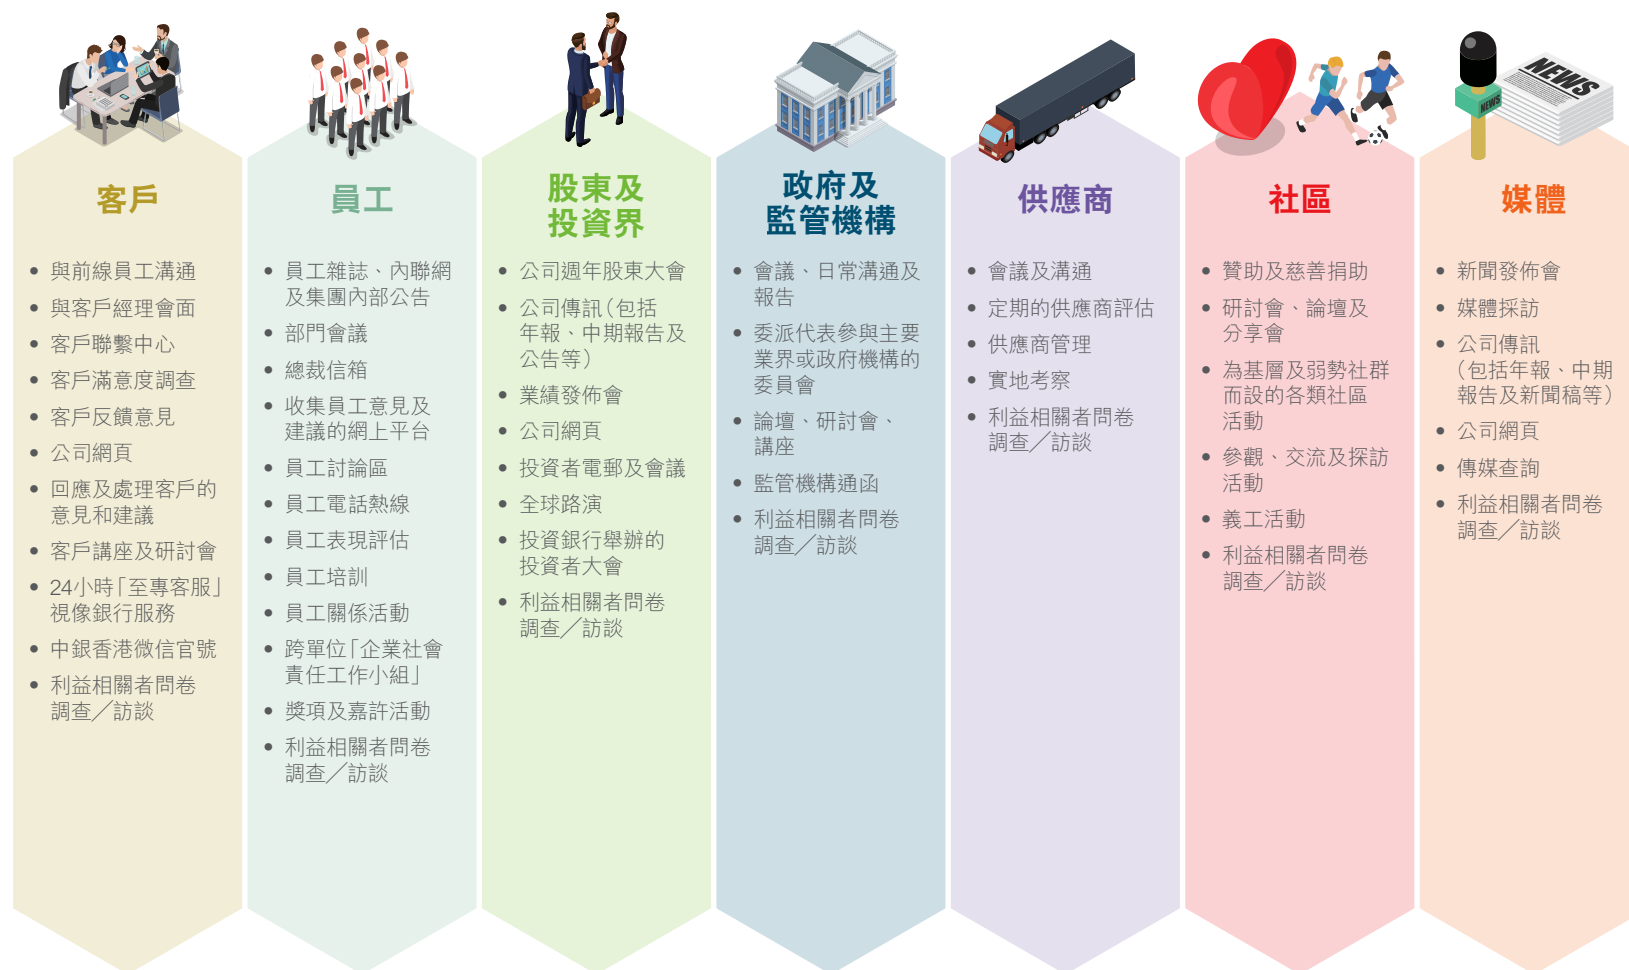 NEWS
NEWS
客戶
與前線員工溝通
與客戶經理會面
客戶聯繫中心
客戶滿意度調查
客戶反饋意見
公司網頁
回應及處理客戶的
意見和建議
客戶講座及研討會
24小時「至專客服」
視像銀行服務
中銀香港微信官號
利益相關者問卷
調查╱訪談
員工
員工雜誌、內聯網
及集團內部公告
部門會議
總裁信箱
收集員工意見及
建議的網上平台
員工討論區
員工電話熱線
員工表現評估
員工培訓
員工關係活動
跨單位「企業社會
責任工作小組」
獎項及嘉許活動
利益相關者問卷
調查╱訪談
股東及
投資界
公司週年股東大會
公司傳訊（包括
年報、中期報告及
公告等）
業績發佈會
公司網頁
投資者電郵及會議
全球路演
投資銀行舉辦的
投資者大會
利益相關者問卷
調查╱訪談
政府及
監管機構
會議、日常溝通及
報告
委派代表參與主要
業界或政府機構的
委員會
論壇、研討會、
講座
監管機構通函
利益相關者問卷
調查╱訪談
供應商
會議及溝通
定期的供應商評估
供應商管理
實地考察
利益相關者問卷
調查╱訪談
社區
贊助及慈善捐助
研討會、論壇及
分享會
為基層及弱勢社群
而設的各類社區
活動
參觀、交流及探訪
活動
義工活動
利益相關者問卷
調查╱訪談
媒體
新聞發佈會
媒體採訪
公司傳訊
（包括年報、中期
報告及新聞稿等）
公司網頁
傳媒查詢
利益相關者問卷
調查╱訪談